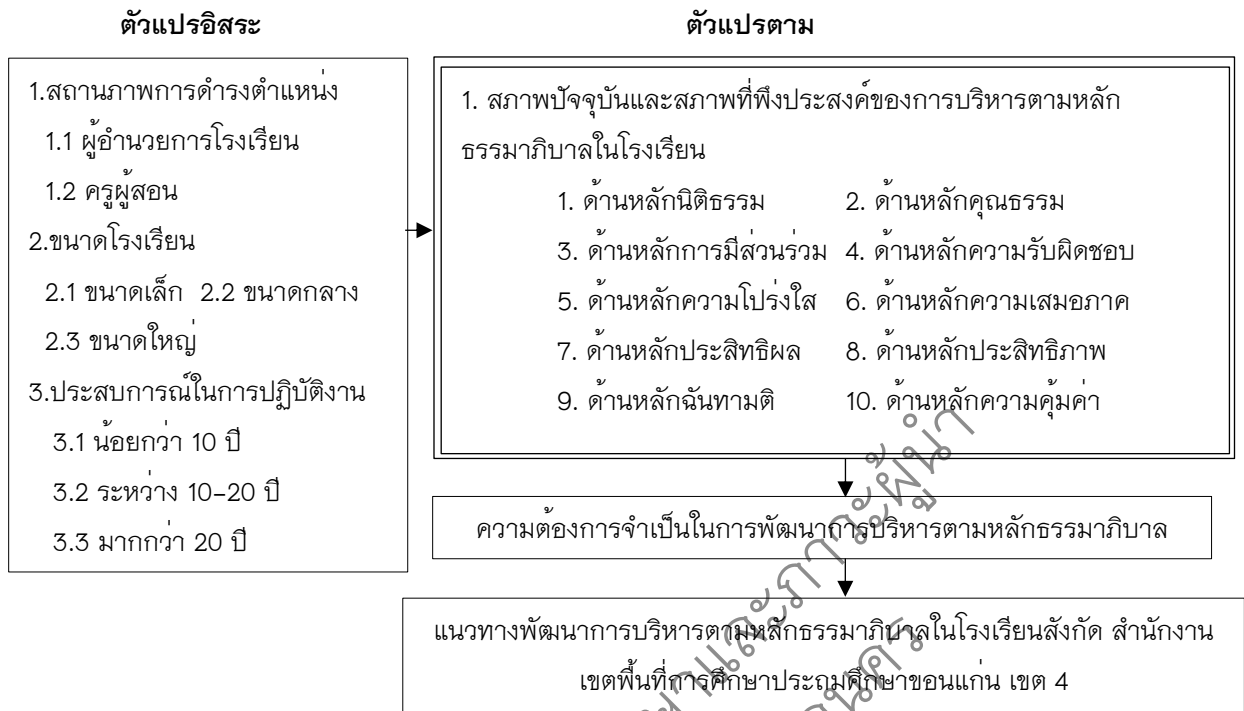 ตัวแปรอิสระ
ตัวแปรตาม
1.สถานภาพการดำรงตำแหน่ง
1.1 ผู้อำนวยการโรงเรียน
1.2 ครูผู้สอน
2.ขนาดโรงเรียน
2.1 ขนาดเล็ก 2.2 ขนาดกลาง
2.3 ขนาดใหญ่
3.ประสบการณ์ในการปฏิบัติงาน
3.1 น้อยกว่า 10 ปี
3.2 ระหว่าง 10-20 ปี
3.3 มากกว่า 20 ปี
1. สภาพปัจจุบันและสภาพที่พึงประสงค์ของการบริหารตามหลัก
ธรรมาภิบาลในโรงเรียน
1. ด้านหลักนิติธรรม 2. ด้านหลักคุณธรรม
3. ด้านหลักการมีส่วนร่วม 4. ด้านหลักความรับผิดชอบ
5. ด้านหลักความโปร่งใส 6. ด้านหลักความเสมอภาค
7. ด้านหลักประสิทธิผล 8. ด้านหลักประสิทธิภาพ
9. ด้านหลักฉันทามติ 10. ด้านหลักความคุ้มค่า
ความต้องการจำเป็นในการพัฒนาการบริหารตามหลักธรรมาภิบาล
แนวทางพัฒนาการบริหารตามหลักธรรมาภิบาลในโรงเรียนสังกัด สำนักงาน
เขตพื้นที่การศึกษาประถมศึกษาขอนแก่น เขต 4